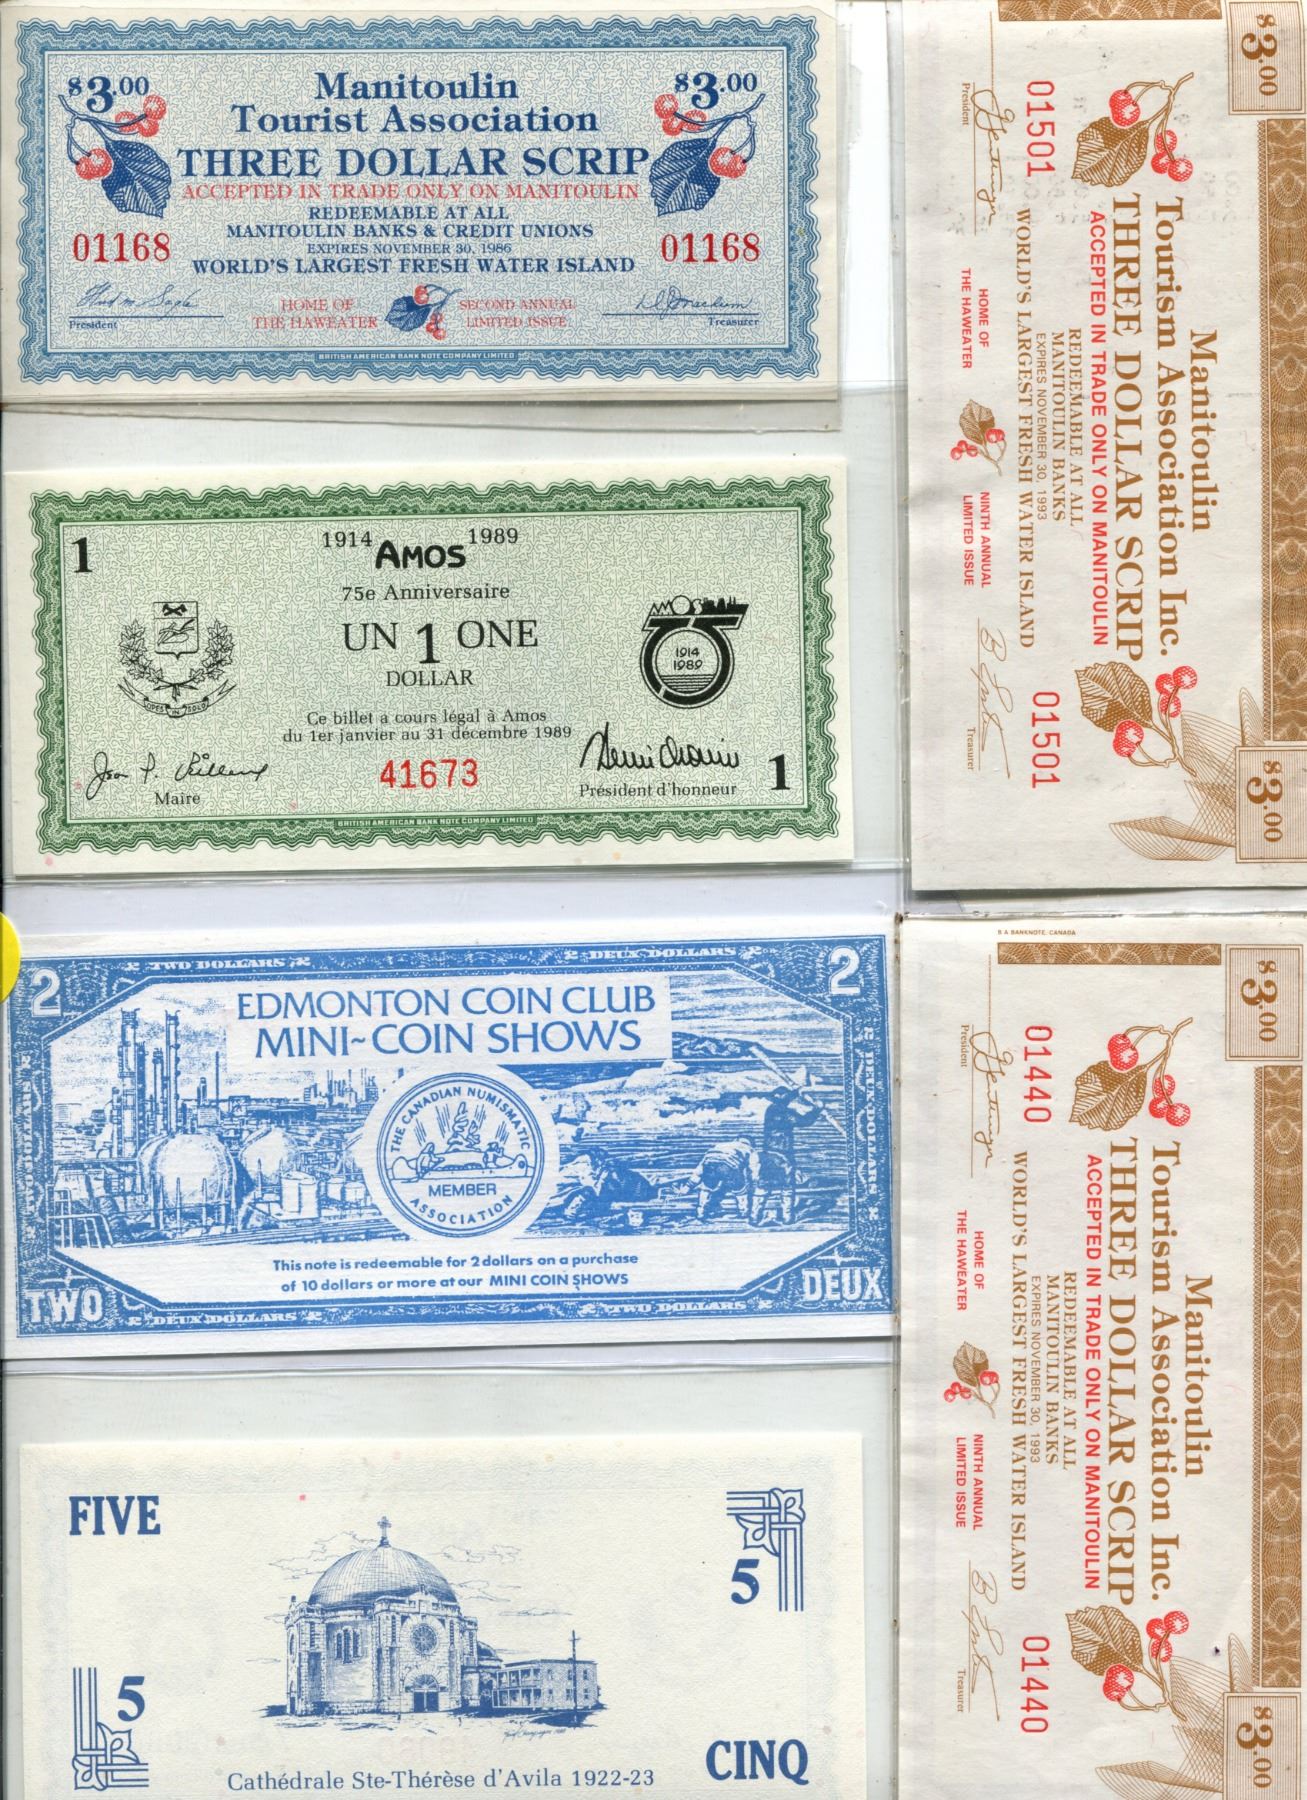 $3.00
$3.00
Manitoulin
Tourist Association
THREE DOLLAR SCRIP
ACCEPTED IN TRADE ONLY ON MANITOULIN
REDEEMABLE AT ALL
MANITOULIN BANKS & CREDIT UNIONS
EXPIRES NOVEMBER 30, 1986
WORLD'S LARGEST FRESH WATER ISLAND
01168
01168
President
HOME OF
THE HAWEATER
SECOND ANNUAL
LIMITED ISSUE
Treasurer
BRITISH AMERICAN BANK NOTE COMPANY LIMITED
1
1914 AMOS 1989
75e Anniversaire
UN 1 ONE
DOLLAR
AMOS
1914
1989
Ce billet a cours légal à Amos
du 1er janvier au 31 décembre 1989
41673
Maire
Président d'honneur
1
BRITISH AMERICAN BANK NOTE COMPANY LIMITED
2
TWO DOLLARS
DEUX DOLLARS
2
EDMONTON COIN CLUB
MINI~COIN SHOWS
THE CANADIAN NUMISMATIC
MEMBER
ASSOCIATION
DEUX DOLLARS
This note is redeemable for 2 dollars on a purchase
of 10 dollars or more at our MINI COIN SHOWS
TWO
DEUX DOLLARS
TWO DOLLARS
DEUX
FIVE
5
5
CINQ
Cathédrale Ste-Thérèse d'Avila 1922-23
$3.00
$3.00
Manitoulin
Tourism Association Inc.
THREE DOLLAR SCRIP
ACCEPTED IN TRADE ONLY ON MANITOULIN
REDEEMABLE AT ALL
MANITOULIN BANKS
EXPIRES NOVEMBER 30, 1993
WORLD'S LARGEST FRESH WATER ISLAND
01501
01501
President
HOME OF
THE HAWEATER
NINTH ANNUAL
LIMITED ISSUE
Treasurer
B A BANKNOTE, CANADA
$3.00
$3.00
Manitoulin
Tourism Association Inc.
THREE DOLLAR SCRIP
ACCEPTED IN TRADE ONLY ON MANITOULIN
REDEEMABLE AT ALL
MANITOULIN BANKS
EXPIRES NOVEMBER 30, 1993
WORLD'S LARGEST FRESH WATER ISLAND
01440
01440
President
HOME OF
THE HAWEATER
NINTH ANNUAL
LIMITED ISSUE
Treasurer